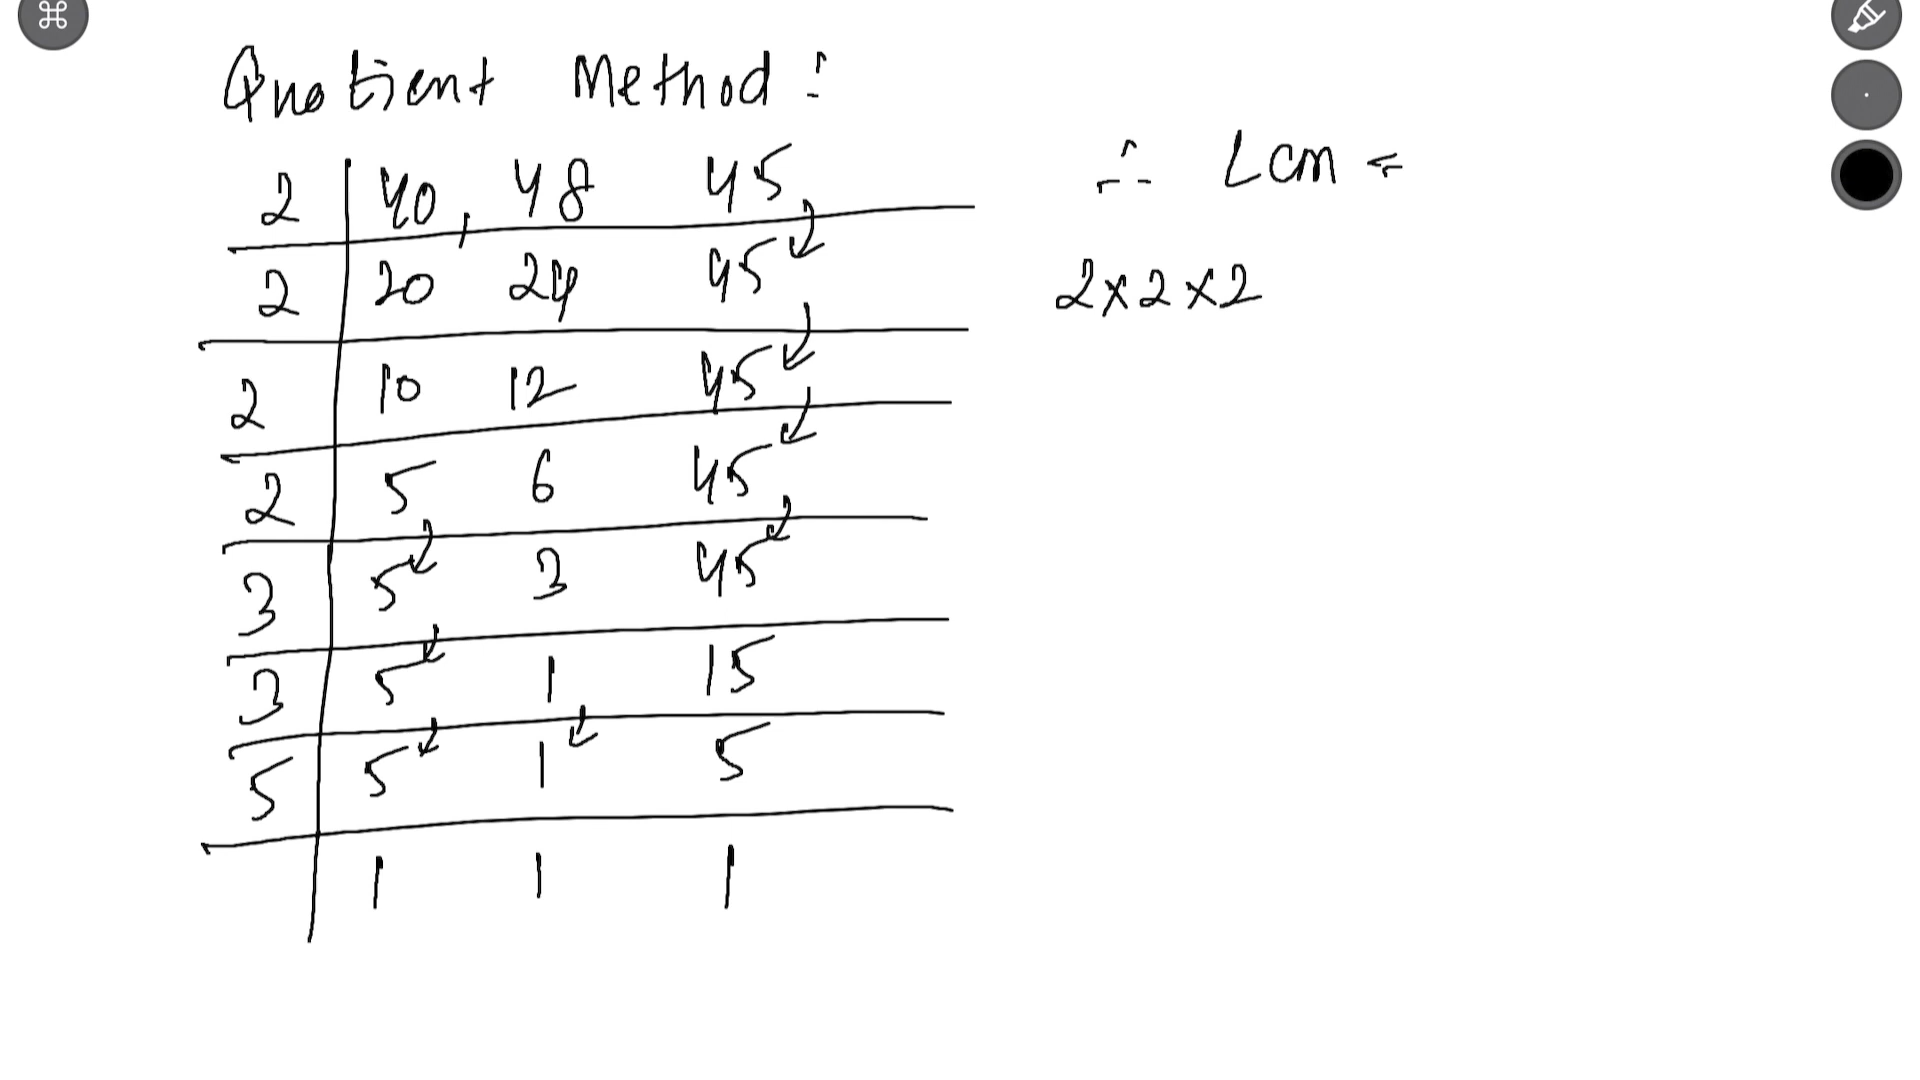 Quotient Method :
2 | 40, 48 45
2 | 20 24 45
2 | 10 12 45
2 | 5 6 45
3 | 5 3 45
3 | 5 1 15
5 | 5 1 5
1 1 1
∴ LCM =
2×2×2